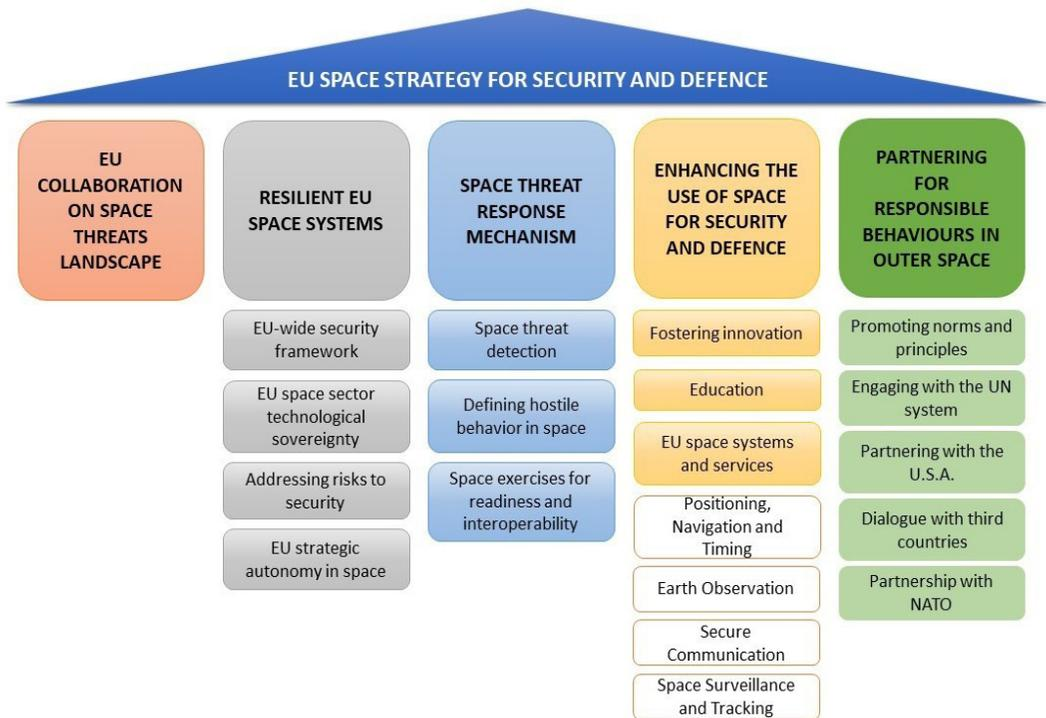 EU SPACE STRATEGY FOR SECURITY AND DEFENCE
EU
COLLABORATION
ON SPACE
THREATS
LANDSCAPE
RESILIENT EU
SPACE SYSTEMS
EU-wide security
framework
EU space sector
technological
sovereignty
Addressing risks to
security
EU strategic
autonomy in space
SPACE THREAT
RESPONSE
MECHANISM
Space threat
detection
Defining hostile
behavior in space
Space exercises for
readiness and
interoperability
ENHANCING THE
USE OF SPACE
FOR SECURITY
AND DEFENCE
Fostering innovation
Education
EU space systems
and services
Positioning,
Navigation and
Timing
Earth Observation
Secure
Communication
Space Surveillance
and Tracking
PARTNERING
FOR
RESPONSIBLE
BEHAVIOURS IN
OUTER SPACE
Promoting norms and
principles
Engaging with the UN
system
Partnering with the
U.S.A.
Dialogue with third
countries
Partnership with
NATO